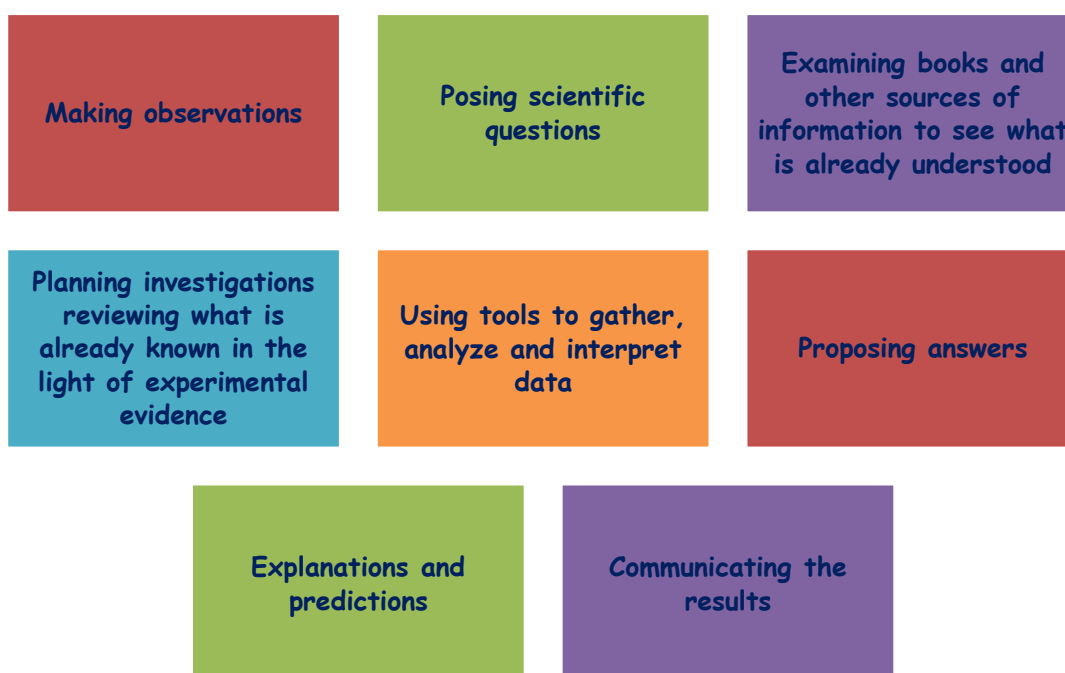 Making observations
Posing scientific
questions
Examining books and
other sources of
information to see what
is already understood
Planning investigations
reviewing what is
already known in the
light of experimental
evidence
Using tools to gather,
analyze and interpret
data
Proposing answers
Explanations and
predictions
Communicating the
results